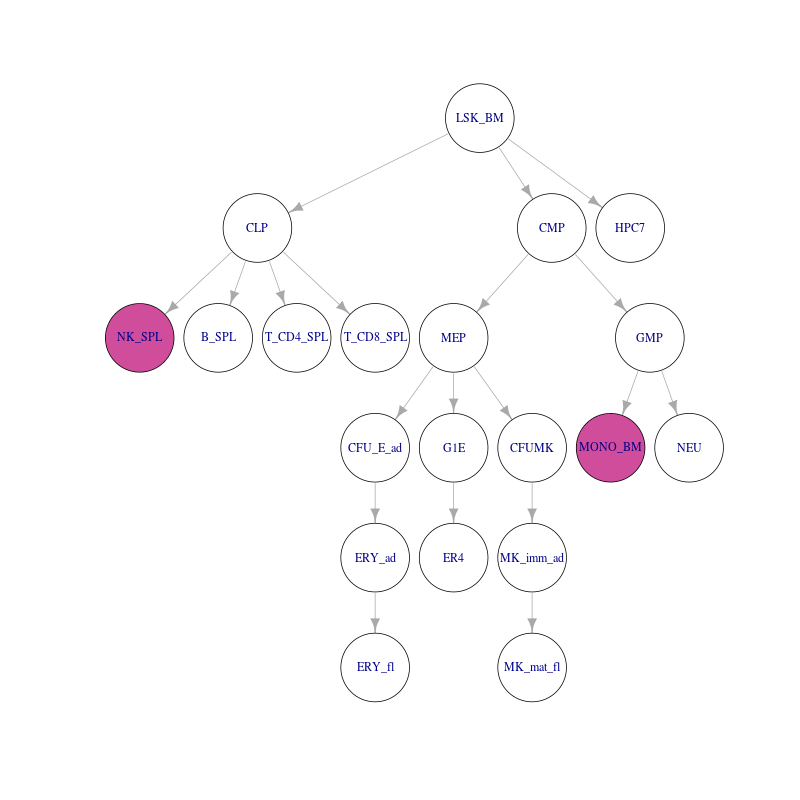 LSK_BM
CLP
CMP
HPC7
NK_SPL
B_SPL
T_CD4_SPL
T_CD8_SPL
MEP
GMP
CFU_E_ad
G1E
CFUMK
MONO_BM
NEU
ERY_ad
ER4
MK_imm_ad
ERY_fl
MK_mat_fl